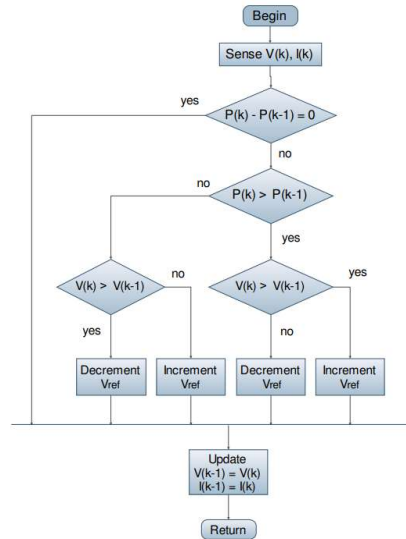 Begin
Sense V(k), I(k)
yes
P(k) - P(k-1) = 0
no
no
P(k) > P(k-1)
yes
V(k) > V(k-1)
no
V(k) > V(k-1)
yes
yes
no
Decrement
Vref
Increment
Vref
Decrement
Vref
Increment
Vref
Update
V(k-1) = V(k)
I(k-1) = I(k)
Return